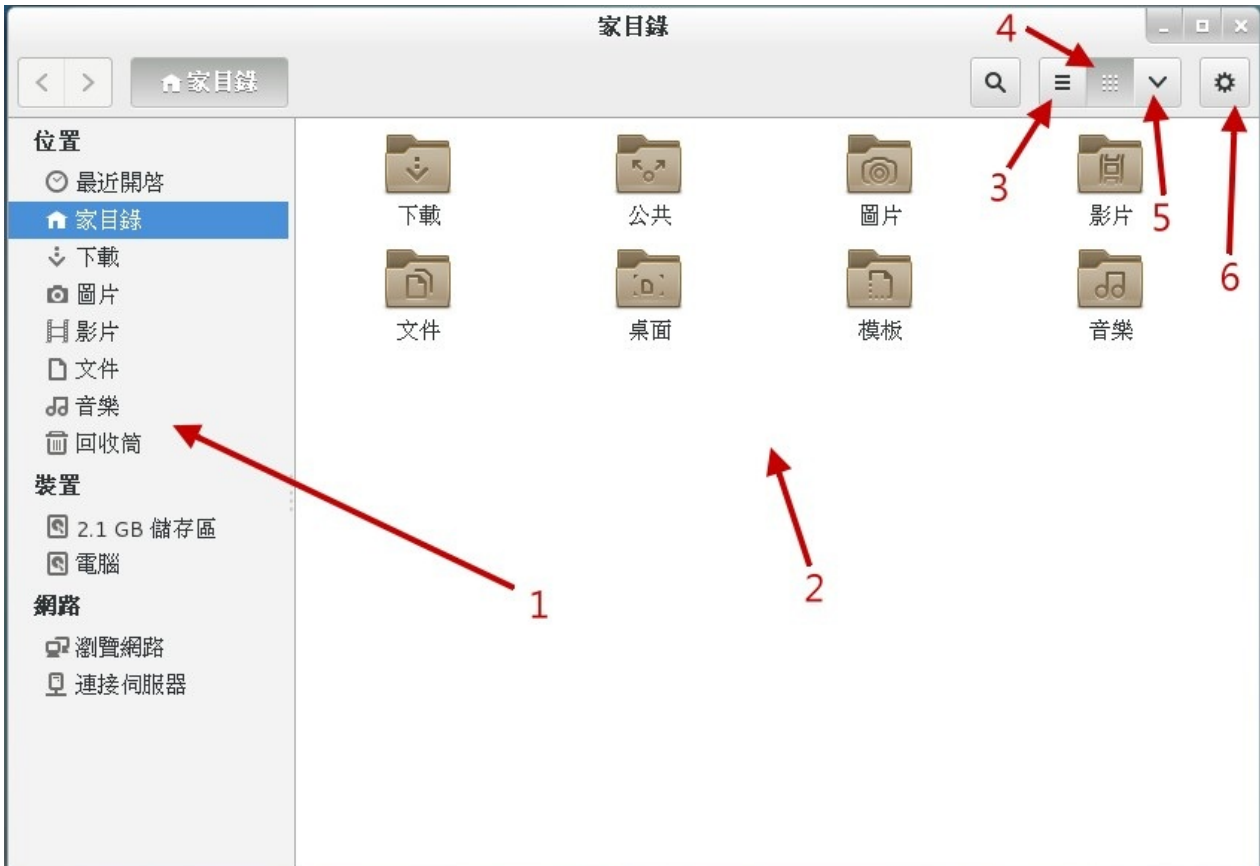 家目錄
4
家目錄
3
5
6
位置
最近開啓
家目錄
下載
圖片
影片
文件
音樂
回收筒
裝置
2.1 GB 儲存區
電腦
網路
瀏覽網路
連接伺服器
下載
公共
圖片
影片
文件
桌面
模板
音樂
1
2